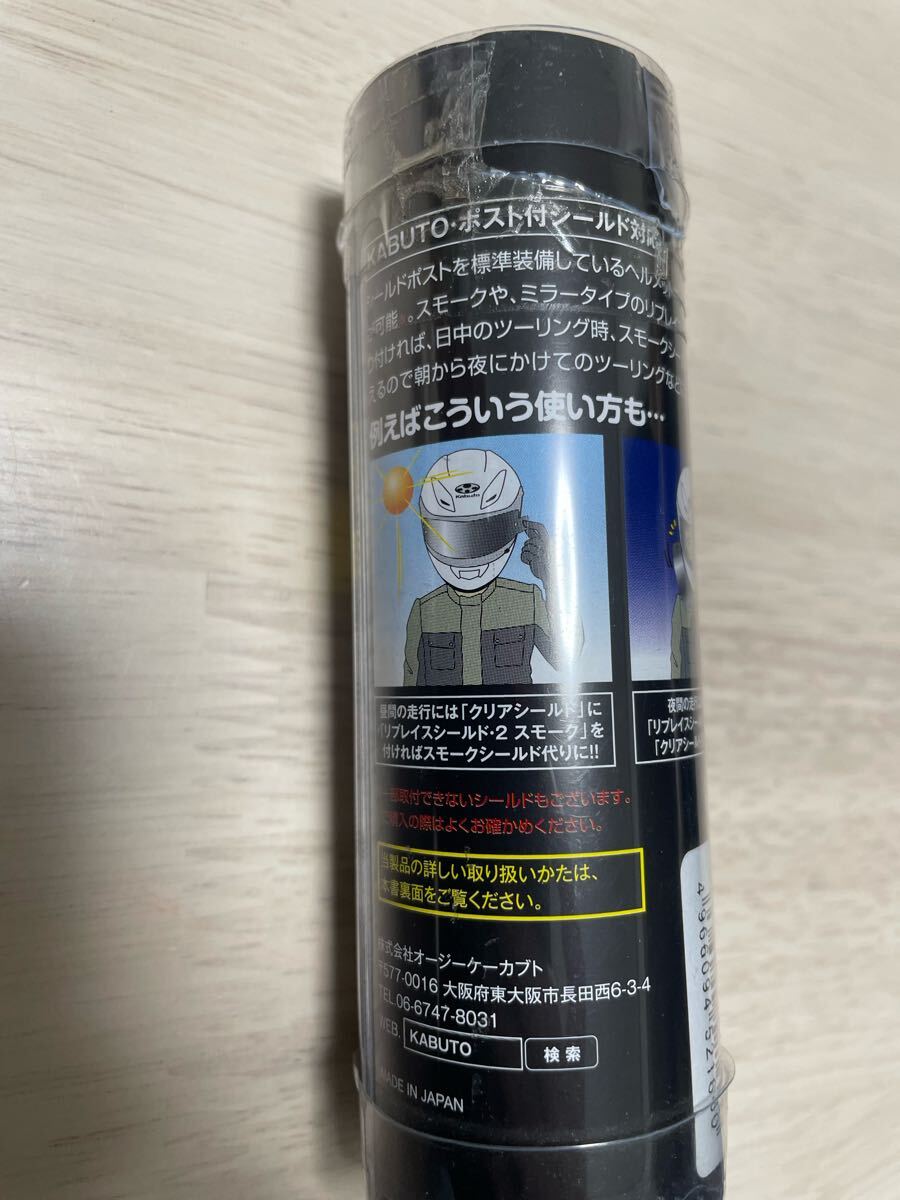 KABUTO・ポスト付シールド対応
シールドポストを標準装備しているヘルメッ
が可能※。スモークや、ミラータイプのリプレイ
り付ければ、日中のツーリング時、スモークシー
えるので朝から夜にかけてのツーリングなど
例えばこういう使い方も…
Kabuto
昼間の走行には「クリアシールド」に
「リプレイスシールド・2 スモーク」を
付ければスモークシールド代りに!!
夜間の走行
「リプレイスシー
「クリアシール
一部取付できないシールドもございます。
ご購入の際はよくお確かめください。
当製品の詳しい取り扱いかたは、
本書裏面をご覧ください。
株式会社オージーケーカブト
〒577-0016 大阪府東大阪市長田西6-3-4
TEL.06-6747-8031
WEB. KABUTO 検索
MADE IN JAPAN